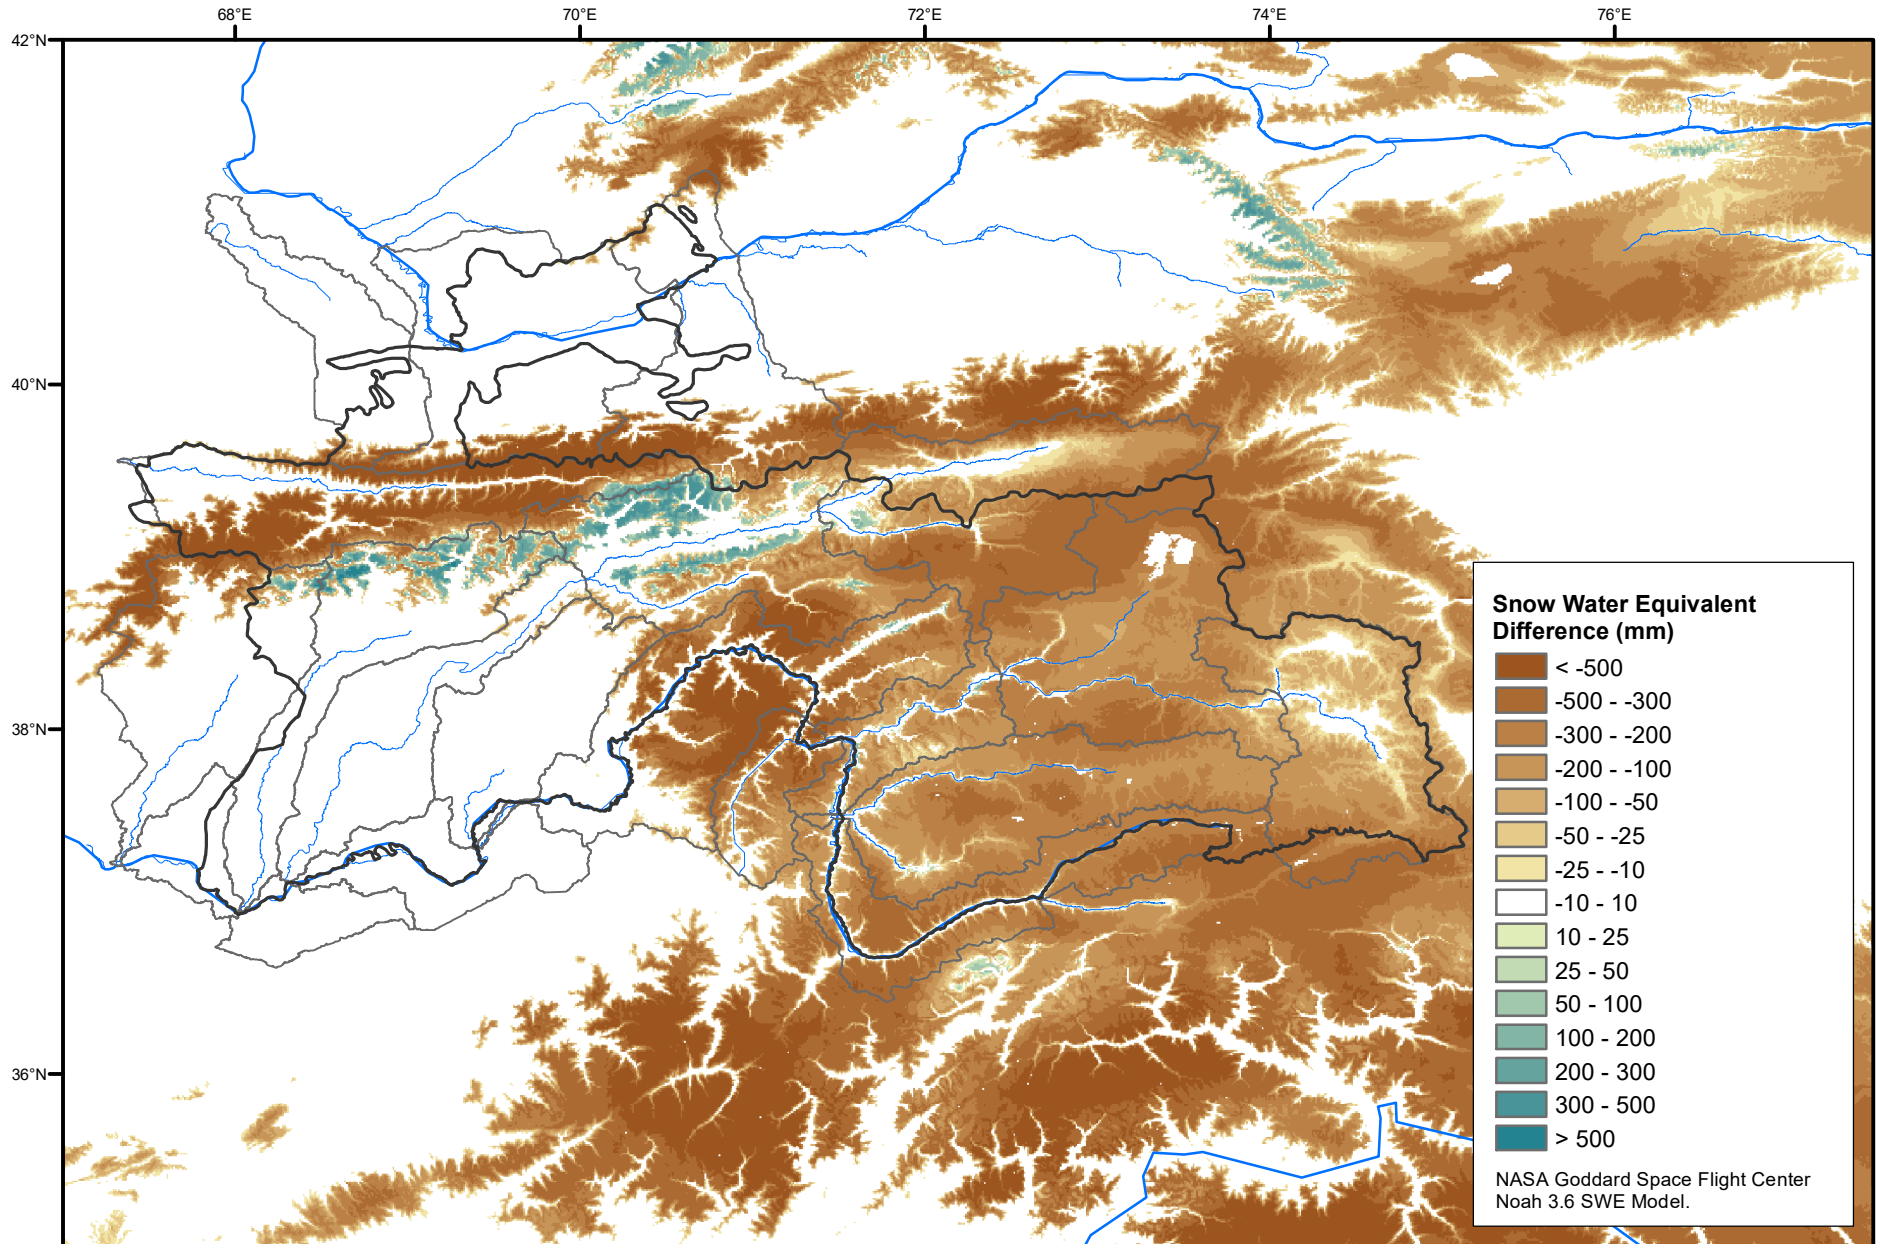 68°E
70°E
72°E
74°E
76°E
42°N
40°N
38°N
36°N
Snow Water Equivalent
Difference (mm)
< -500
-500 - -300
-300 - -200
-200 - -100
-100 - -50
-50 - -25
-25 - -10
-10 - 10
10 - 25
25 - 50
50 - 100
100 - 200
200 - 300
300 - 500
> 500
NASA Goddard Space Flight Center
Noah 3.6 SWE Model.